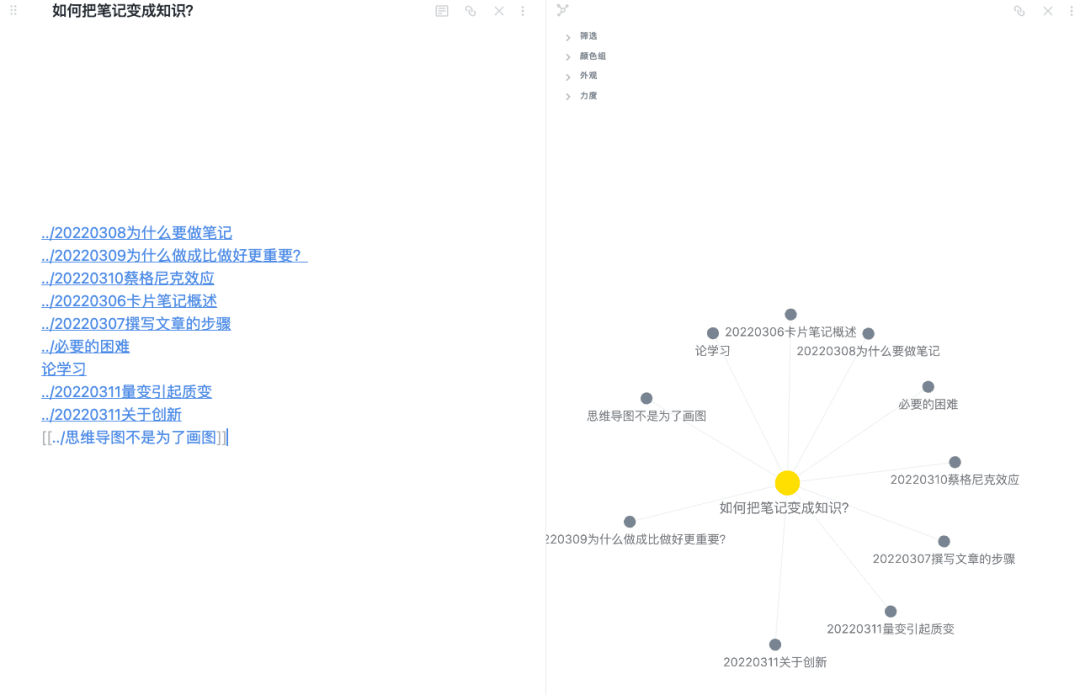 如何把笔记变成知识?
../20220308为什么要做笔记
../20220309为什么做成比做好更重要?
../20220310蔡格尼克效应
../20220306卡片笔记概述
../20220307撰写文章的步骤
../必要的困难
论学习
../20220311量变引起质变
../20220311关于创新
[[../思维导图不是为了画图]]
筛选
颜色组
外观
力度
20220306卡片笔记概述
论学习
20220308为什么要做笔记
必要的困难
思维导图不是为了画图
20220310蔡格尼克效应
如何把笔记变成知识?
220309为什么做成比做好更重要?
20220307撰写文章的步骤
20220311量变引起质变
20220311关于创新